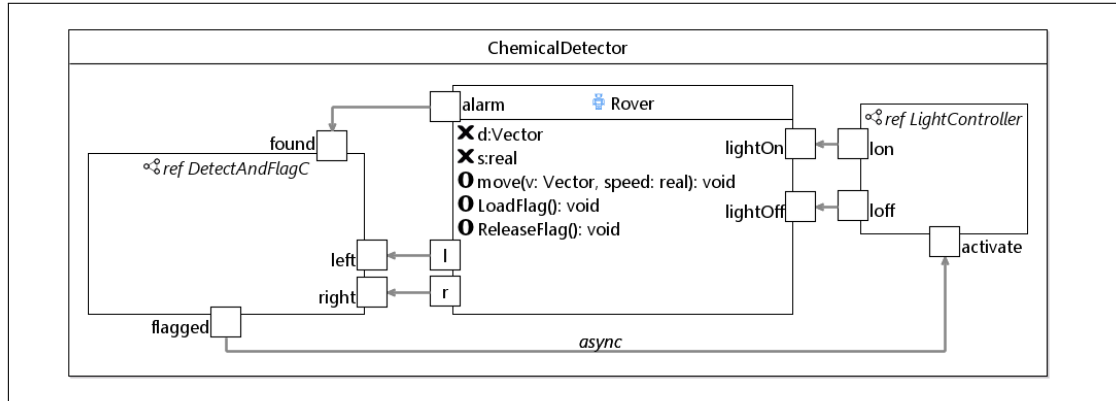 ChemicalDetector
alarm
Rover
ref LightController
found
ref DetectAndFlagC
d:Vector
s:real
move(v: Vector, speed: real): void
LoadFlag(): void
ReleaseFlag(): void
lightOn
lon
lightOff
loff
activate
left
l
right
r
flagged
async